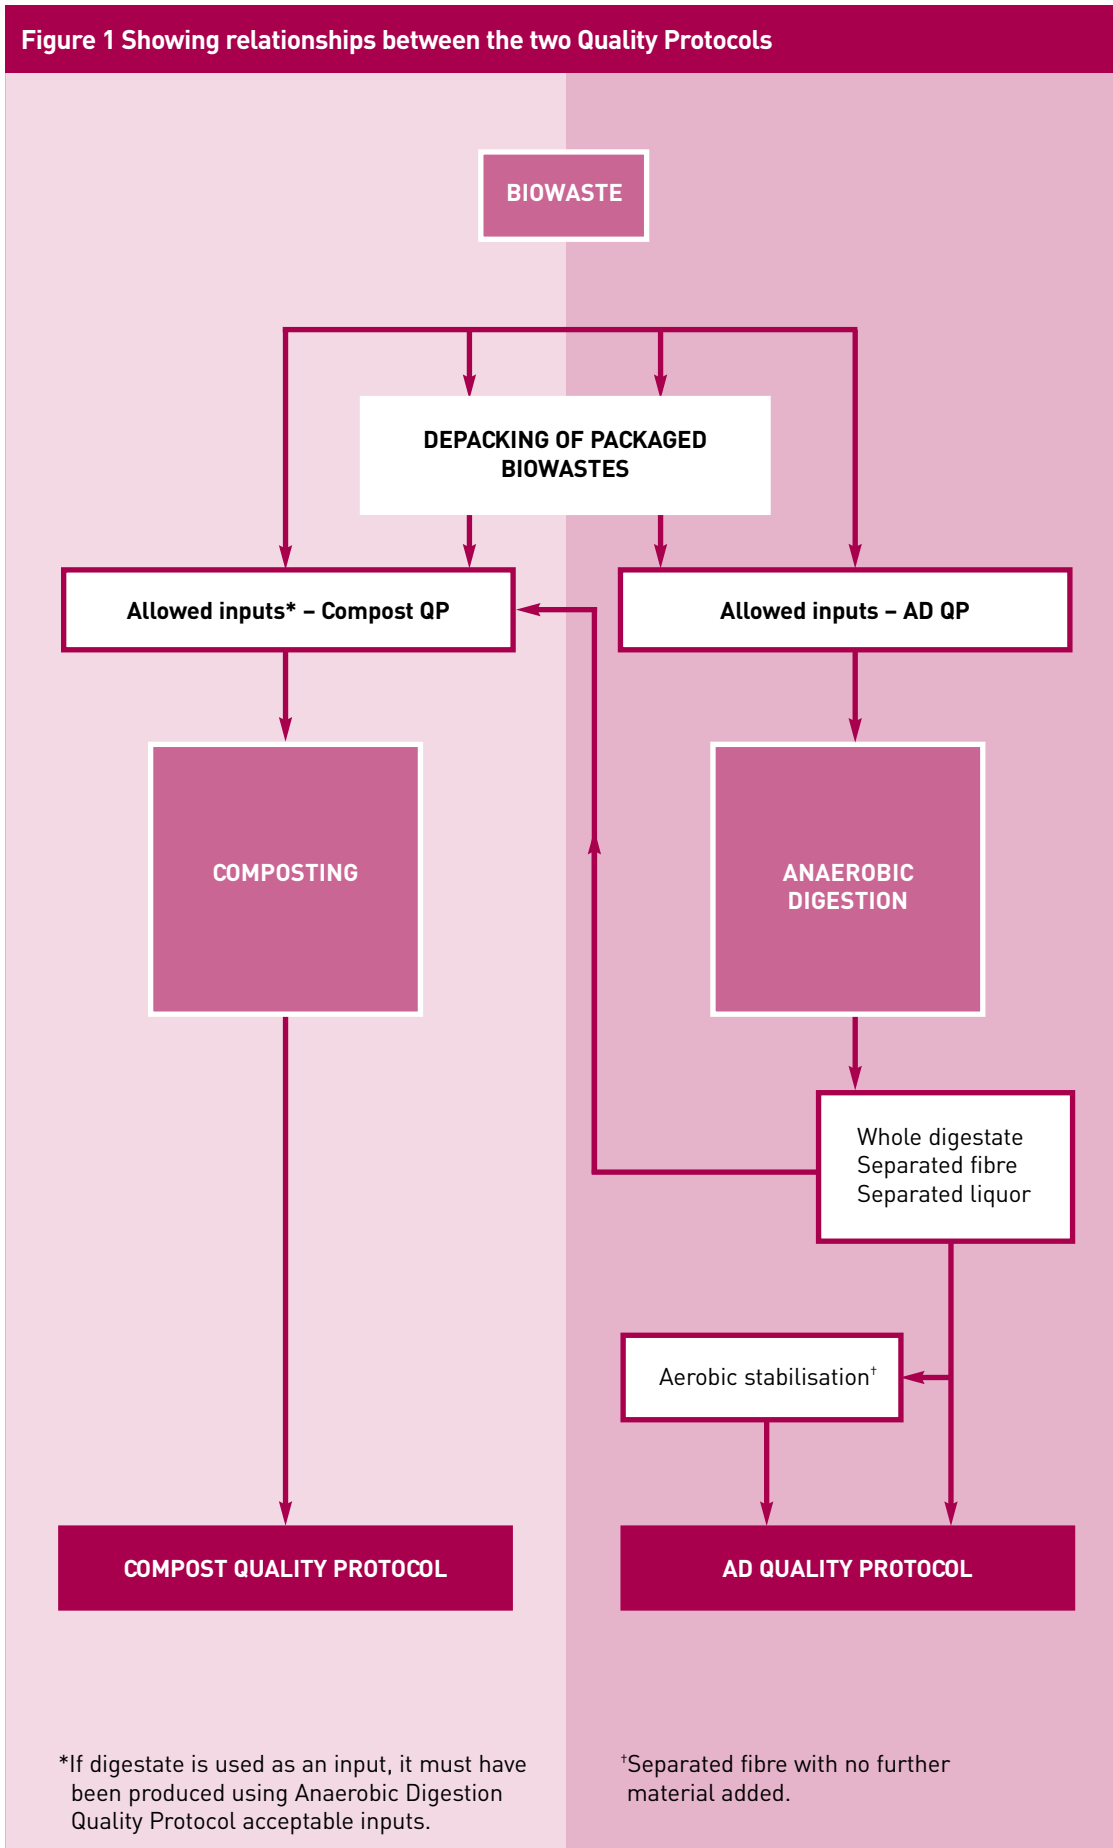 Figure 1 Showing relationships between the two Quality Protocols
BIOWASTE
DEPACKING OF PACKAGED
BIOWASTES
Allowed inputs* – Compost QP
Allowed inputs – AD QP
COMPOSTING
ANAEROBIC
DIGESTION
Whole digestate
Separated fibre
Separated liquor
Aerobic stabilisation†
COMPOST QUALITY PROTOCOL
AD QUALITY PROTOCOL
*If digestate is used as an input, it must have
been produced using Anaerobic Digestion
Quality Protocol acceptable inputs.
†Separated fibre with no further
material added.